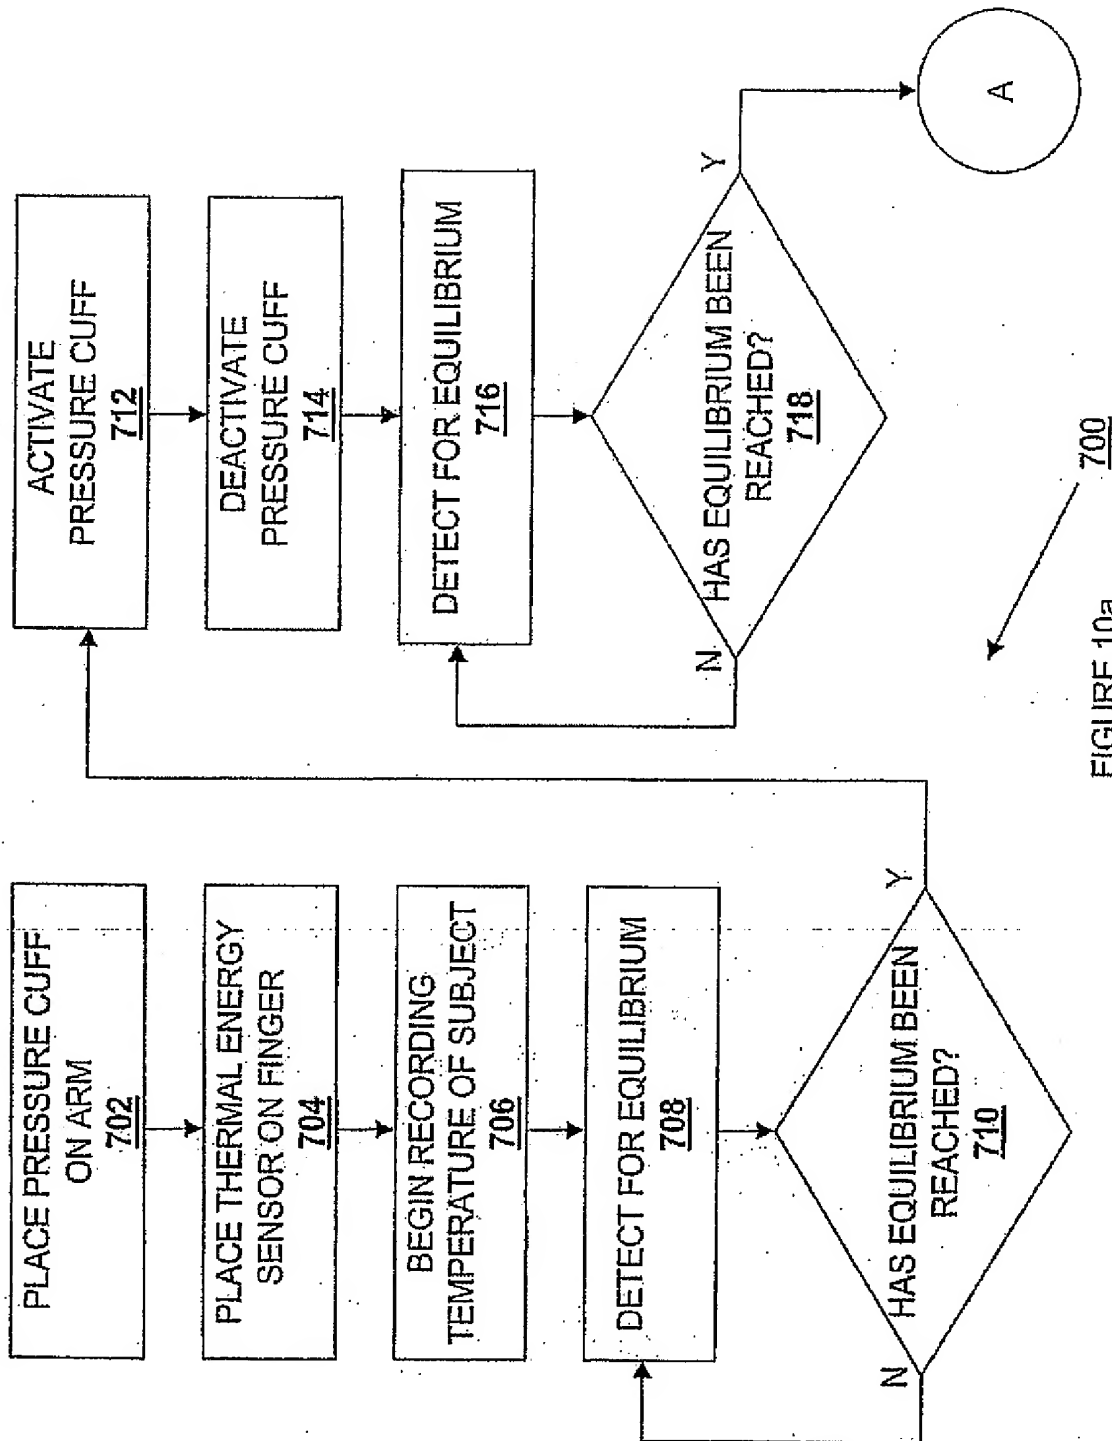 PLACE PRESSURE CUFF
ON ARM
702
PLACE THERMAL ENERGY
SENSOR ON FINGER
704
BEGIN RECORDING
TEMPERATURE OF SUBJECT
706
DETECT FOR EQUILIBRIUM
708
HAS EQUILIBRIUM BEEN
REACHED?
710
N
Y
ACTIVATE
PRESSURE CUFF
712
DEACTIVATE
PRESSURE CUFF
714
DETECT FOR EQUILIBRIUM
716
HAS EQUILIBRIUM BEEN
REACHED?
718
N
Y
A
700
FIGURE 10a